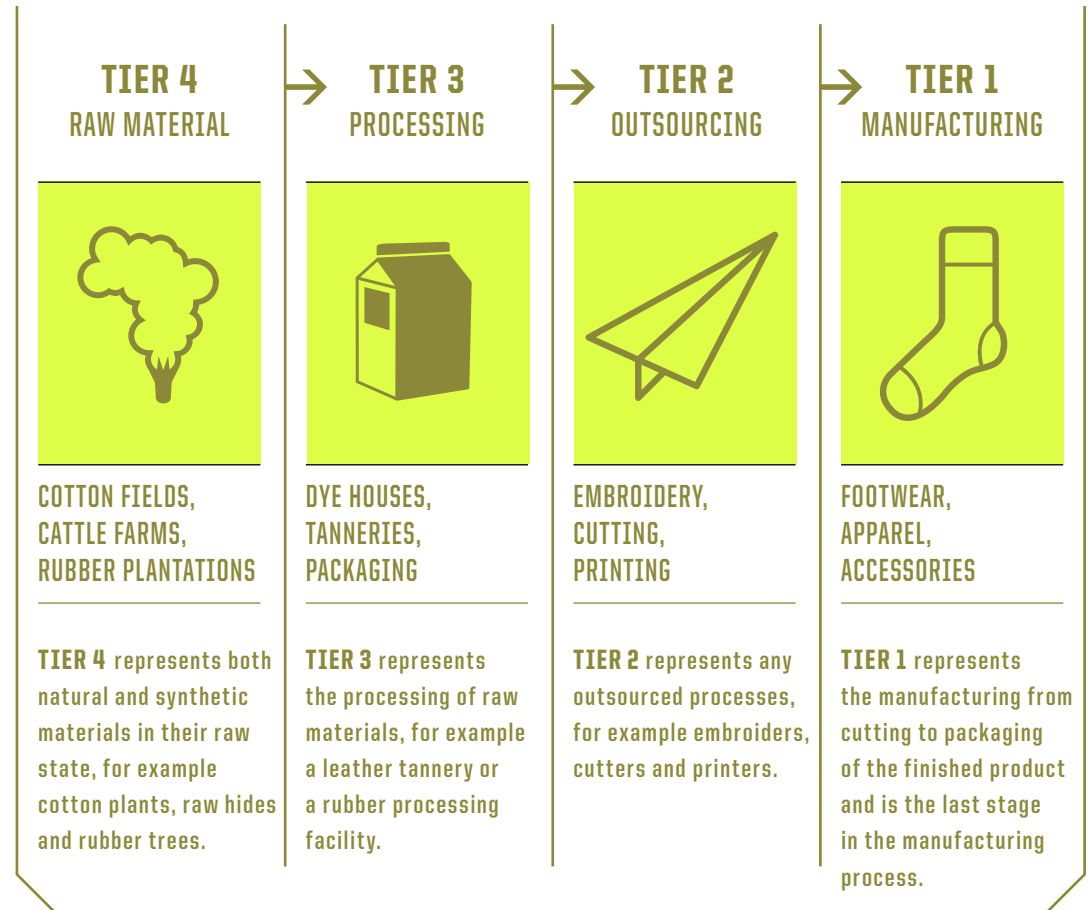 TIER 4
RAW MATERIAL
COTTON FIELDS,
CATTLE FARMS,
RUBBER PLANTATIONS
TIER 4 represents both
natural and synthetic
materials in their raw
state, for example
cotton plants, raw hides
and rubber trees.
TIER 3
PROCESSING
DYE HOUSES,
TANNERIES,
PACKAGING
TIER 3 represents
the processing of raw
materials, for example
a leather tannery or
a rubber processing
facility.
TIER 2
OUTSOURCING
EMBROIDERY,
CUTTING,
PRINTING
TIER 2 represents any
outsourced processes,
for example embroiders,
cutters and printers.
TIER 1
MANUFACTURING
FOOTWEAR,
APPAREL,
ACCESSORIES
TIER 1 represents
the manufacturing from
cutting to packaging
of the finished product
and is the last stage
in the manufacturing
process.